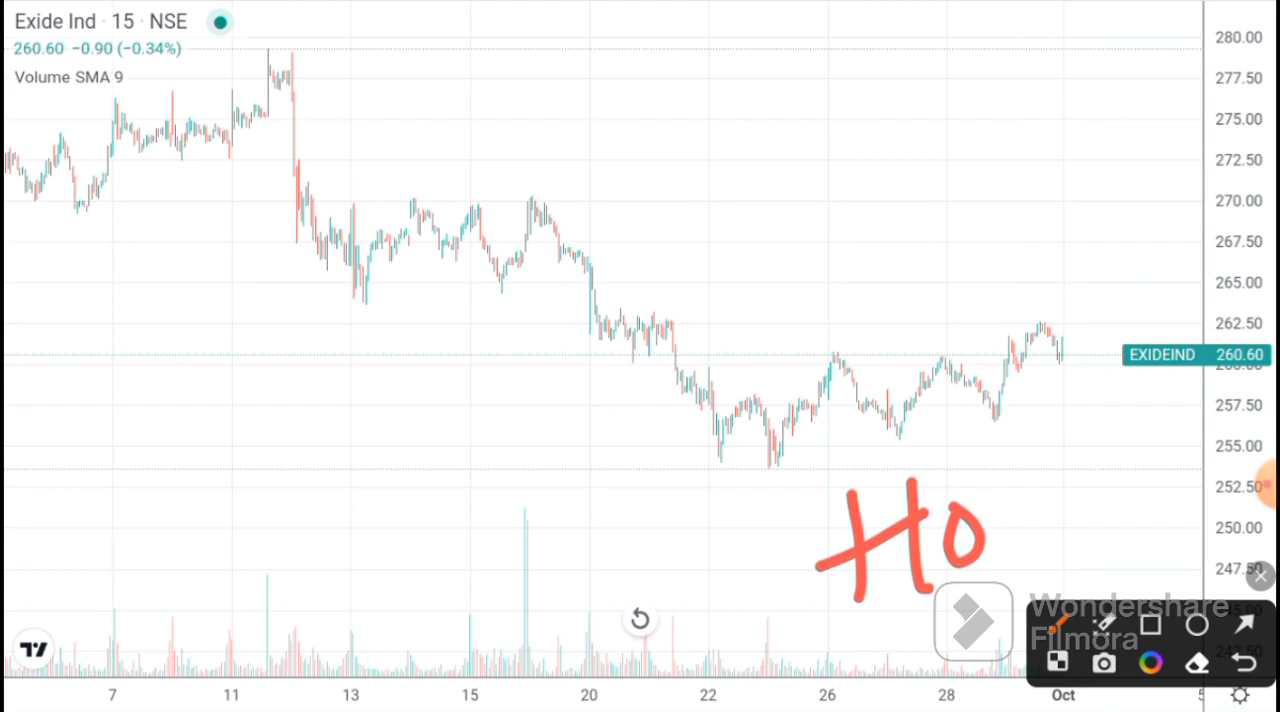 Exide Ind · 15 · NSE
260.60 −0.90 (−0.34%)
Volume SMA 9
280.00
277.50
275.00
272.50
270.00
267.50
265.00
262.50
EXIDEIND 260.60
260.00
257.50
255.00
252.50
250.00
247.50
Ho
Wondershare
Filmora
7 11 13 15 20 22 26 28 Oct 5